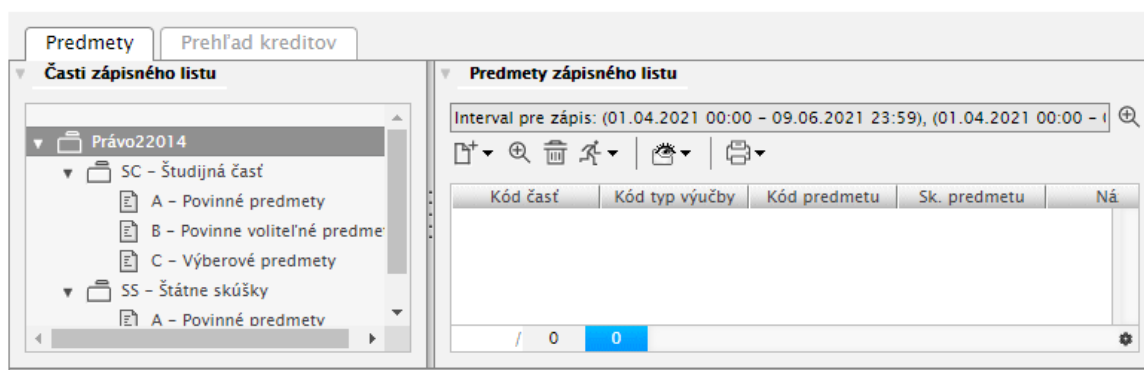 Predmety
Prehľad kreditov
Časti zápisného listu
Právo22014
SC – Študijná časť
A – Povinné predmety
B – Povinne voliteľné predme
C – Výberové predmety
SS – Štátne skúšky
A – Povinné predmety
Predmety zápisného listu
Interval pre zápis: (01.04.2021 00:00 – 09.06.2021 23:59), (01.04.2021 00:00 – (
Kód časť Kód typ výučby Kód predmetu Sk. predmetu Ná
/ 0 0